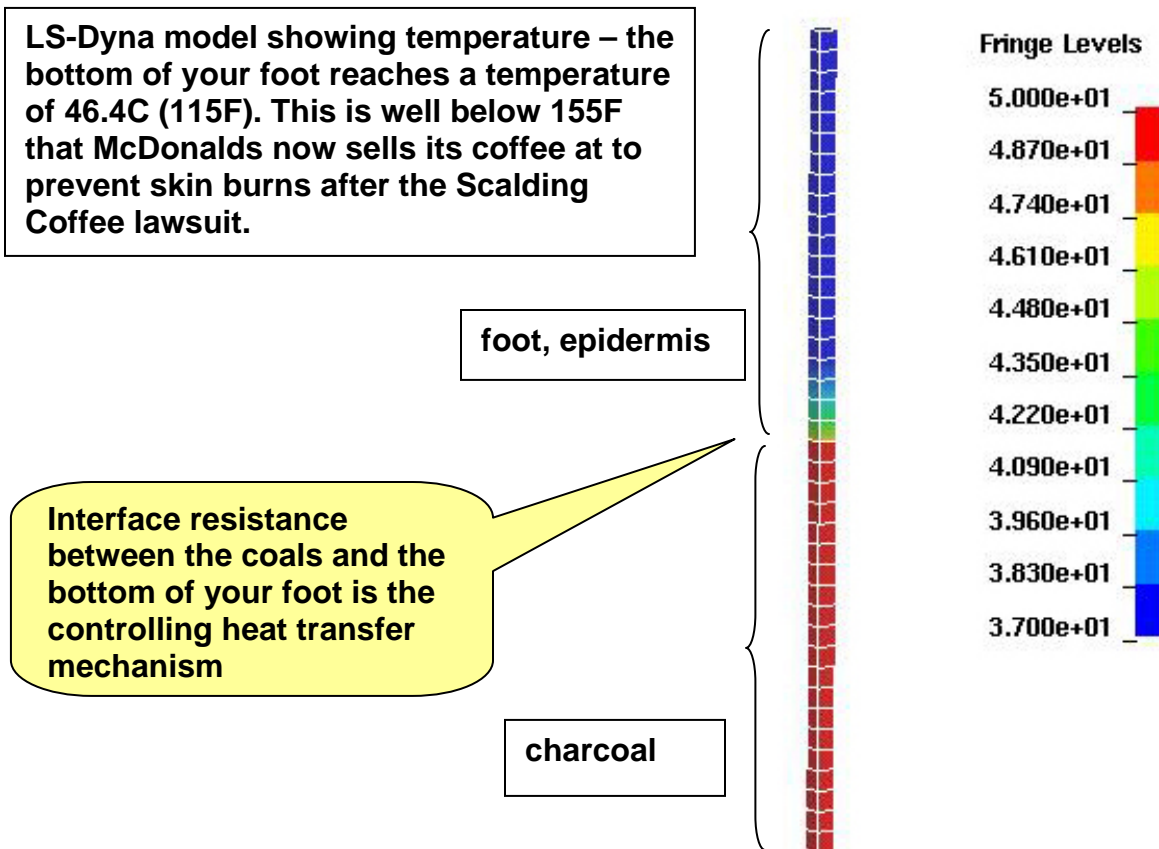 LS-Dyna model showing temperature – the
bottom of your foot reaches a temperature
of 46.4C (115F). This is well below 155F
that McDonalds now sells its coffee at to
prevent skin burns after the Scalding
Coffee lawsuit.
foot, epidermis
Interface resistance
between the coals and the
bottom of your foot is the
controlling heat transfer
mechanism
charcoal
Fringe Levels
5.000e+01
4.870e+01
4.740e+01
4.610e+01
4.480e+01
4.350e+01
4.220e+01
4.090e+01
3.960e+01
3.830e+01
3.700e+01